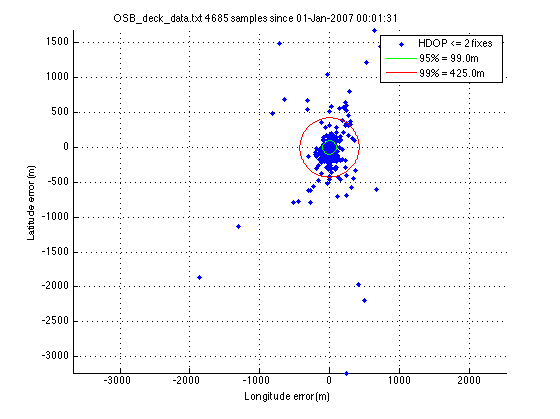 OSB_deck_data.txt 4685 samples since 01-Jan-2007 00:01:31
HDOP <= 2 fixes
95% = 99.0m
99% = 425.0m
1500
1000
500
0
-500
-1000
-1500
-2000
-2500
-3000
Latitude error (m)
-3000 -2000 -1000 0 1000 2000
Longitude error (m)